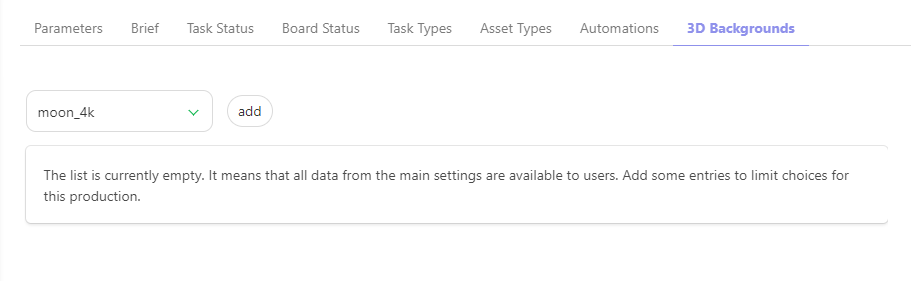 Parameters Brief Task Status Board Status Task Types Asset Types Automations 3D Backgrounds
moon_4k add
The list is currently empty. It means that all data from the main settings are available to users. Add some entries to limit choices for
this production.